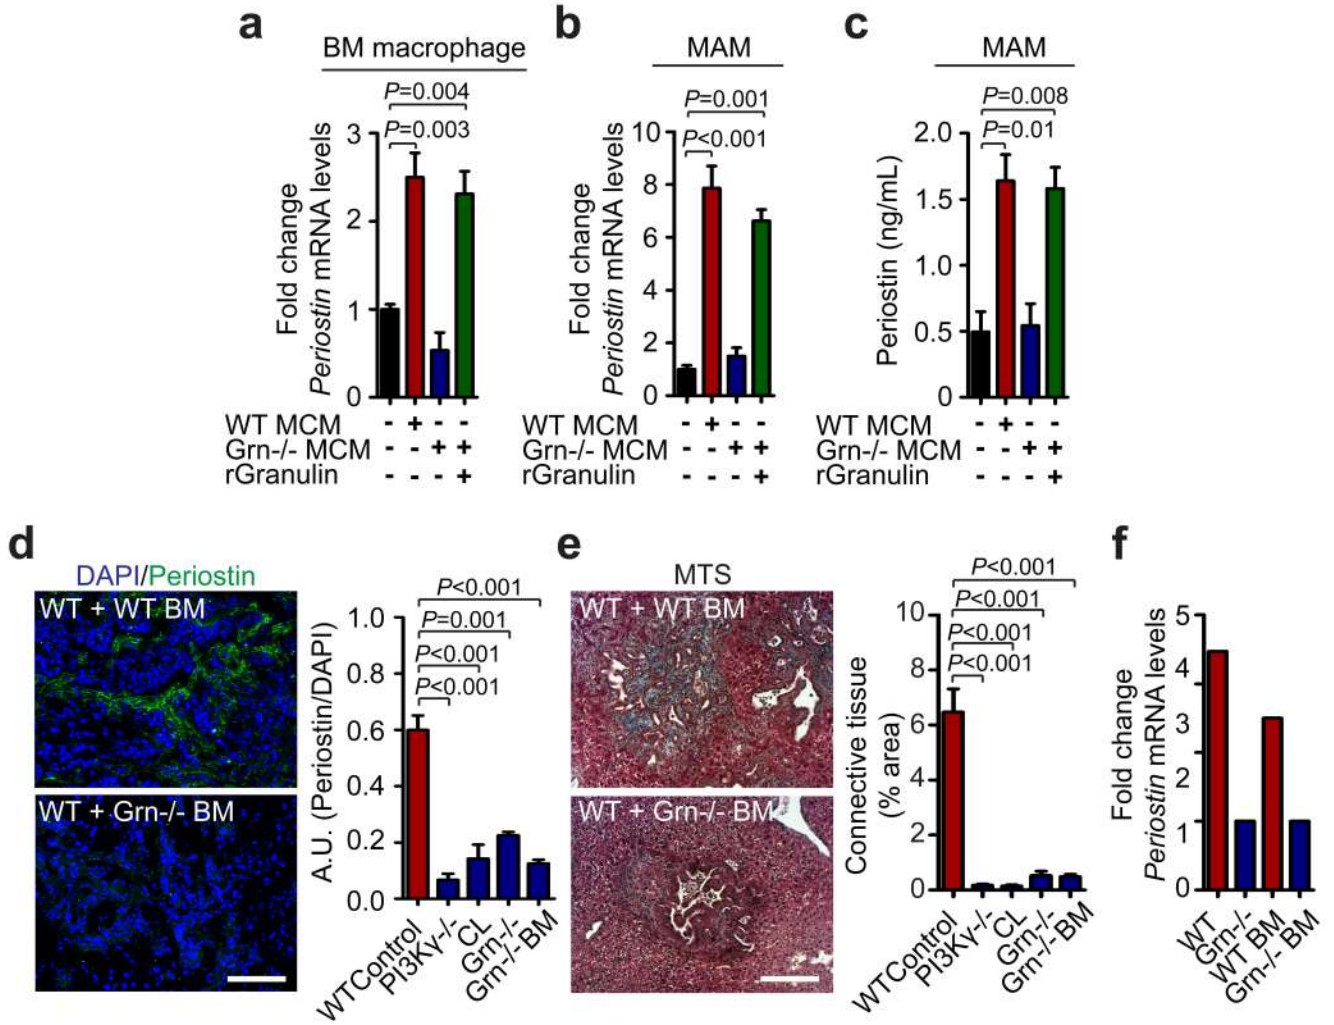 a
BM macrophage
P=0.004
P=0.003
Fold change
Periostin mRNA levels
3
2
1
0
WT MCM - + - -
Grn-/- MCM - - + +
rGranulin - - - +
b
MAM
P=0.001
P<0.001
Fold change
Periostin mRNA levels
10
8
6
4
2
0
WT MCM - + - -
Grn-/- MCM - - + +
rGranulin - - - +
c
MAM
P=0.008
P=0.01
Periostin (ng/mL)
2.0
1.5
1.0
0.5
0
WT MCM - + - -
Grn-/- MCM - - + +
rGranulin - - - +
d
DAPI/Periostin
WT + WT BM
WT + Grn-/- BM
P<0.001
P=0.001
P<0.001
P<0.001
A.U. (Periostin/DAPI)
1.0
0.8
0.6
0.4
0.2
0.0
WTControl
PI3Kγ-/-
CL
Grn-/-
Grn-/- BM
e
MTS
WT + WT BM
WT + Grn-/- BM
P<0.001
P<0.001
P<0.001
P<0.001
Connective tissue
(% area)
10
8
6
4
2
0
WTControl
PI3Kγ-/-
CL
Grn-/-
Grn-/- BM
f
Fold change
Periostin mRNA levels
5
4
3
2
1
0
WT
Grn-/-
WT BM
Grn-/- BM